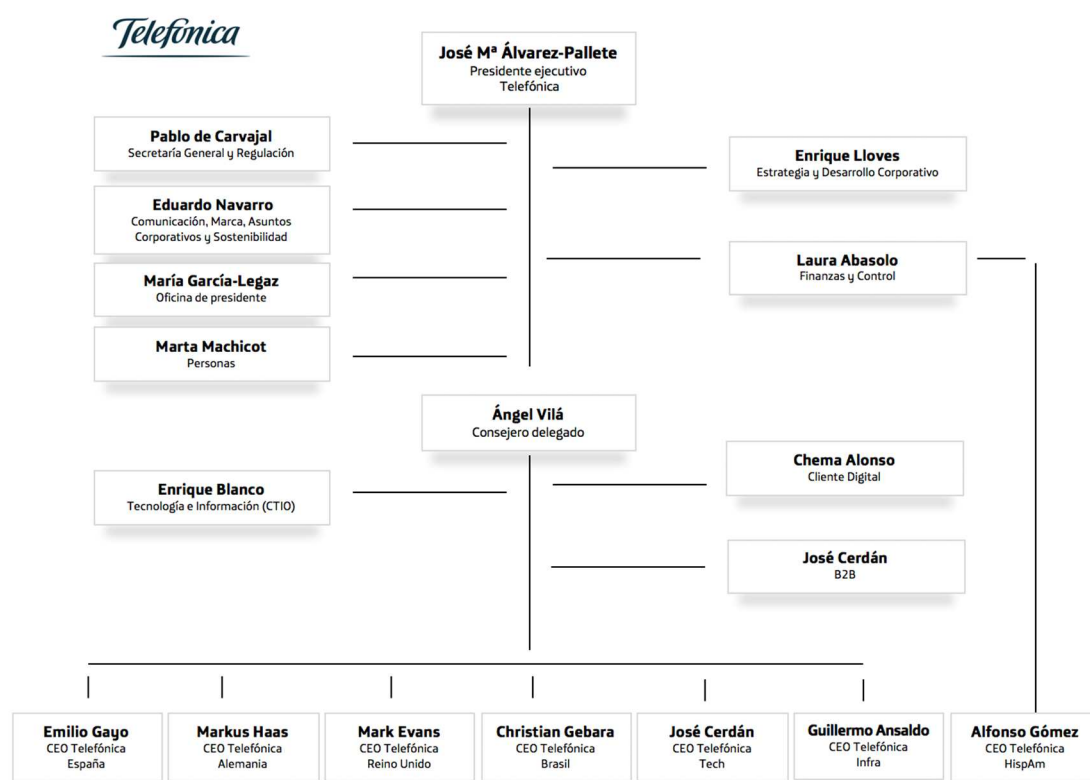 Telefónica
José Mª Álvarez-Pallete
Presidente ejecutivo
Telefónica
Pablo de Carvajal
Secretaría General y Regulación
Enrique Lloves
Estrategia y Desarrollo Corporativo
Eduardo Navarro
Comunicación, Marca, Asuntos
Corporativos y Sostenibilidad
Laura Abasolo
Finanzas y Control
María García-Legaz
Oficina de presidente
Marta Machicot
Personas
Ángel Vilá
Consejero delegado
Chema Alonso
Cliente Digital
Enrique Blanco
Tecnología e Información (CTIO)
José Cerdán
B2B
Emilio Gayo
CEO Telefónica
España
Markus Haas
CEO Telefónica
Alemania
Mark Evans
CEO Telefónica
Reino Unido
Christian Gebara
CEO Telefónica
Brasil
José Cerdán
CEO Telefónica
Tech
Guillermo Ansaldo
CEO Telefónica
Infra
Alfonso Gómez
CEO Telefónica
HispAm